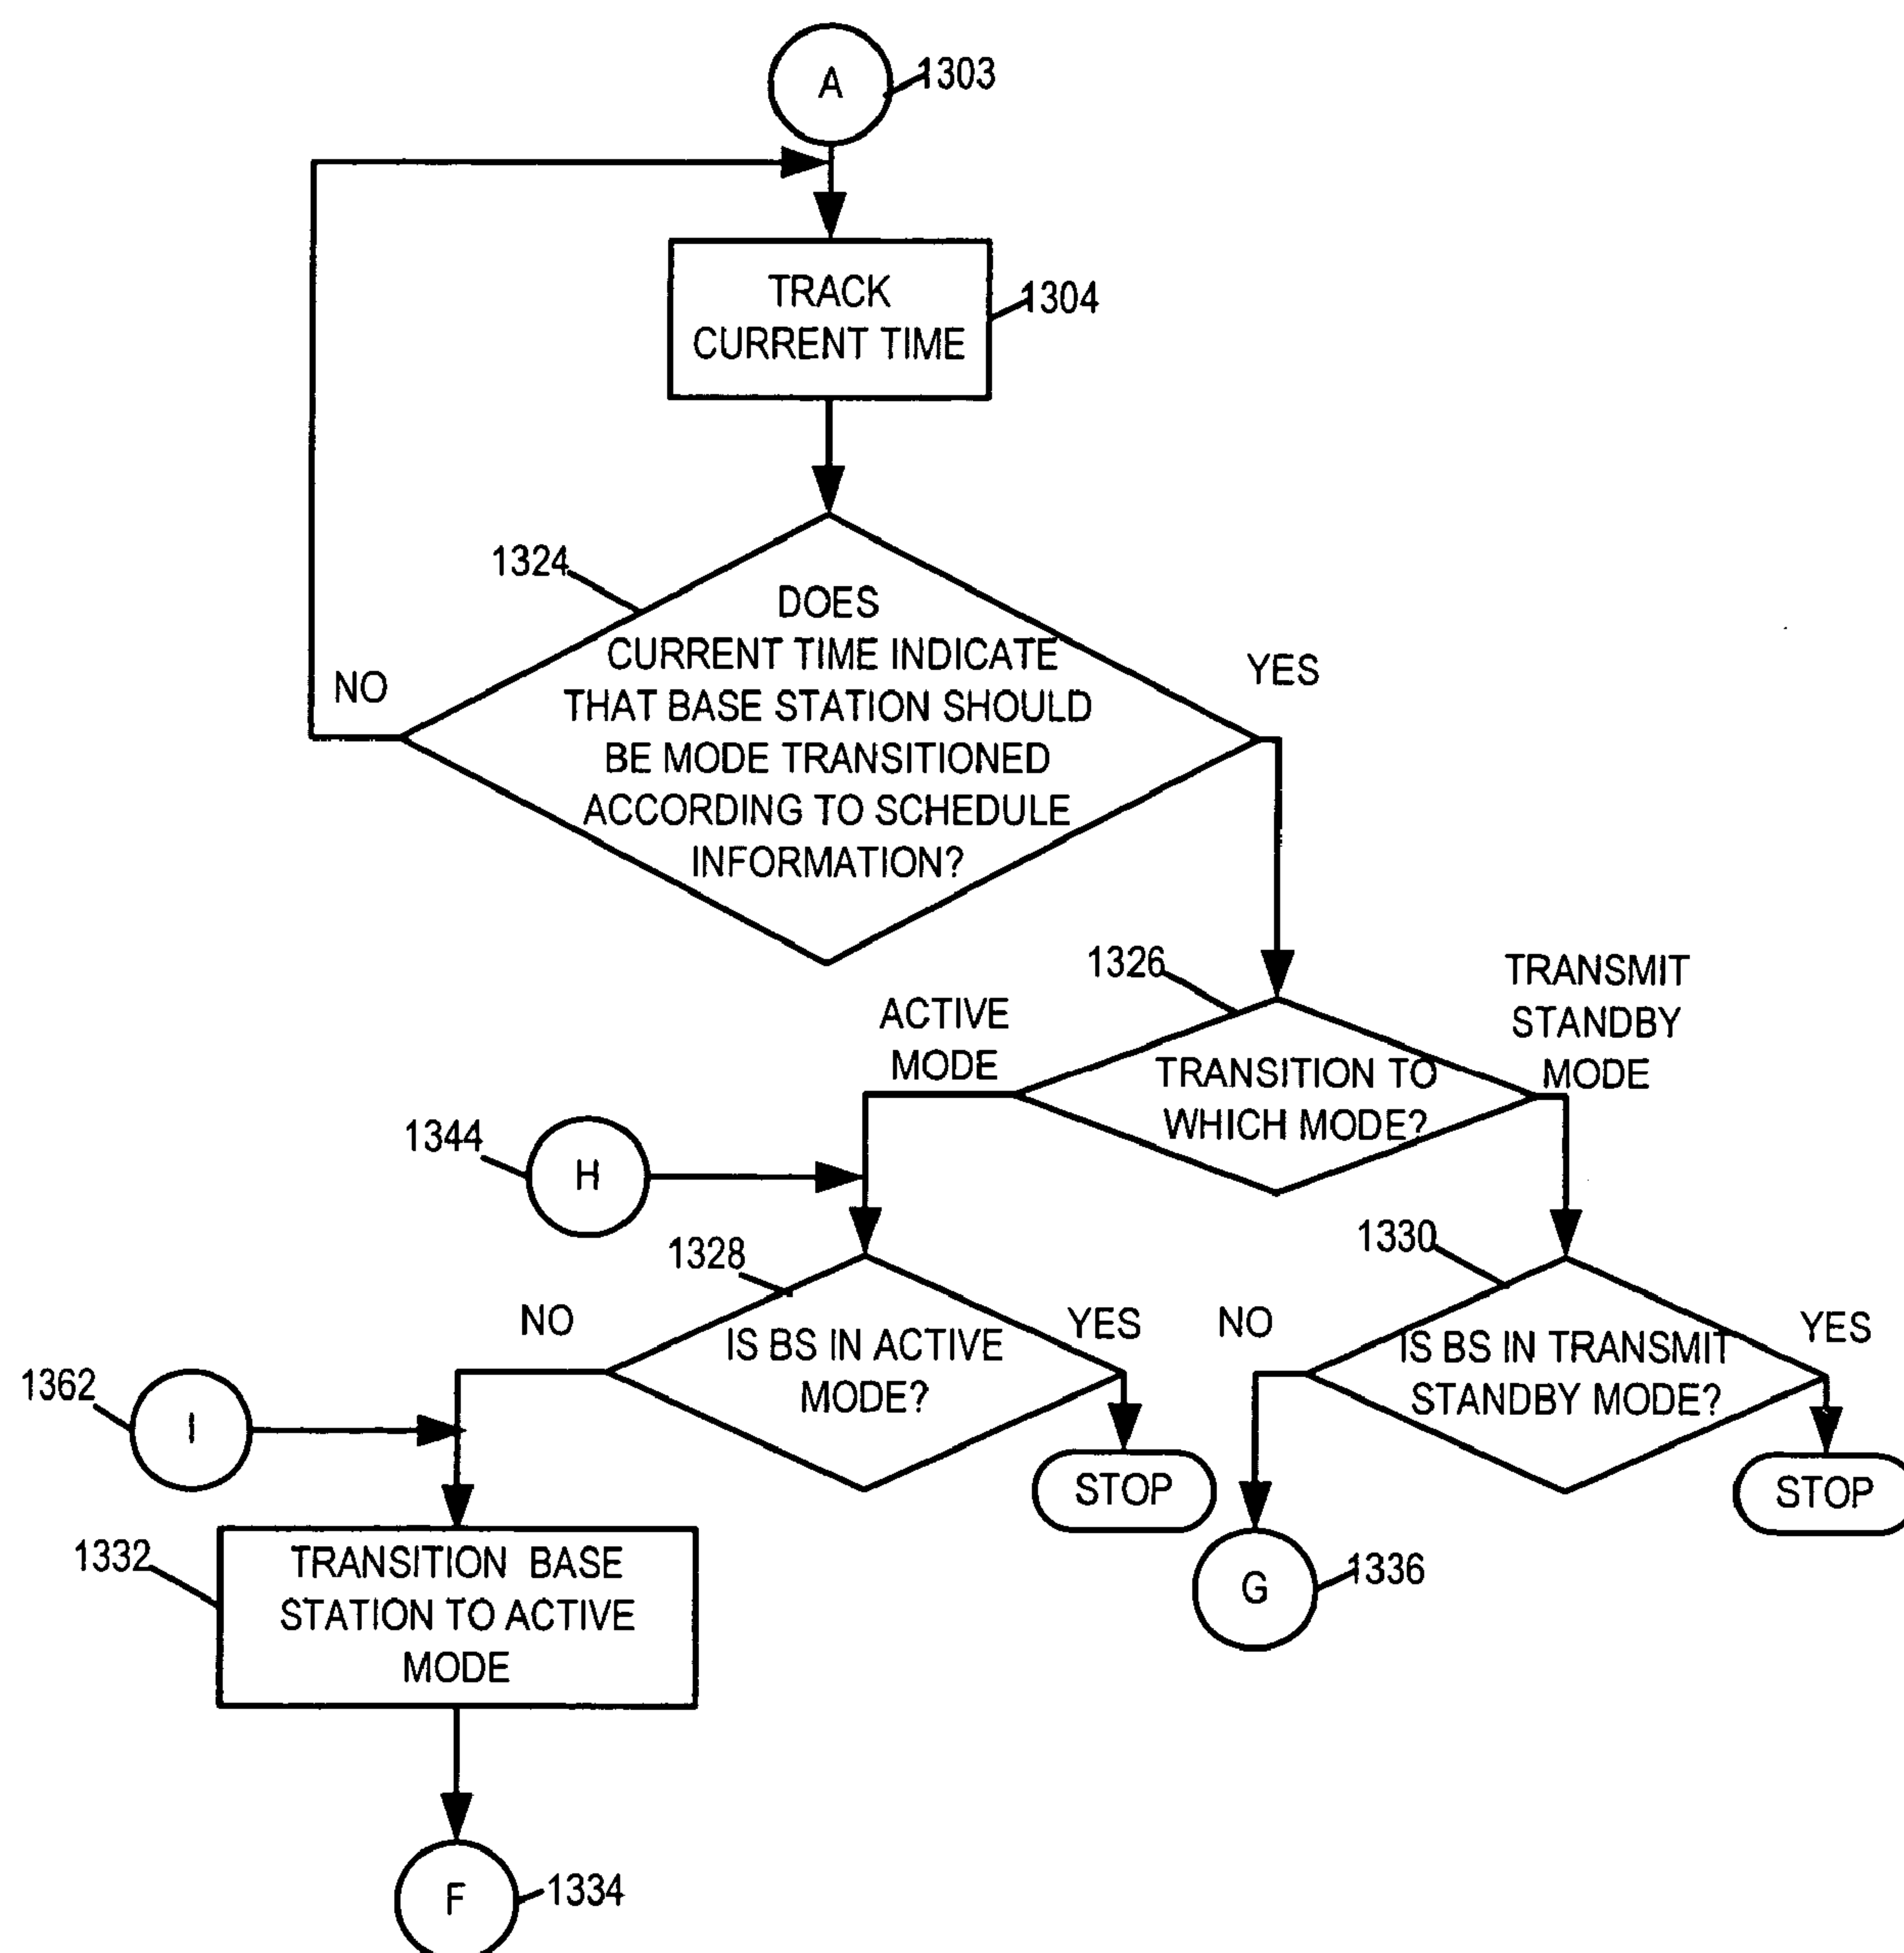 A
1303
TRACK
CURRENT TIME
1304
1324
DOES
CURRENT TIME INDICATE
THAT BASE STATION SHOULD
BE MODE TRANSITIONED
ACCORDING TO SCHEDULE
INFORMATION?
NO
YES
1326
TRANSITION TO
WHICH MODE?
ACTIVE
MODE
TRANSMIT
STANDBY
MODE
1344
H
1328
IS BS IN ACTIVE
MODE?
NO
YES
STOP
1330
IS BS IN TRANSMIT
STANDBY MODE?
NO
YES
STOP
1362
I
1332
TRANSITION BASE
STATION TO ACTIVE
MODE
G
1336
F
1334